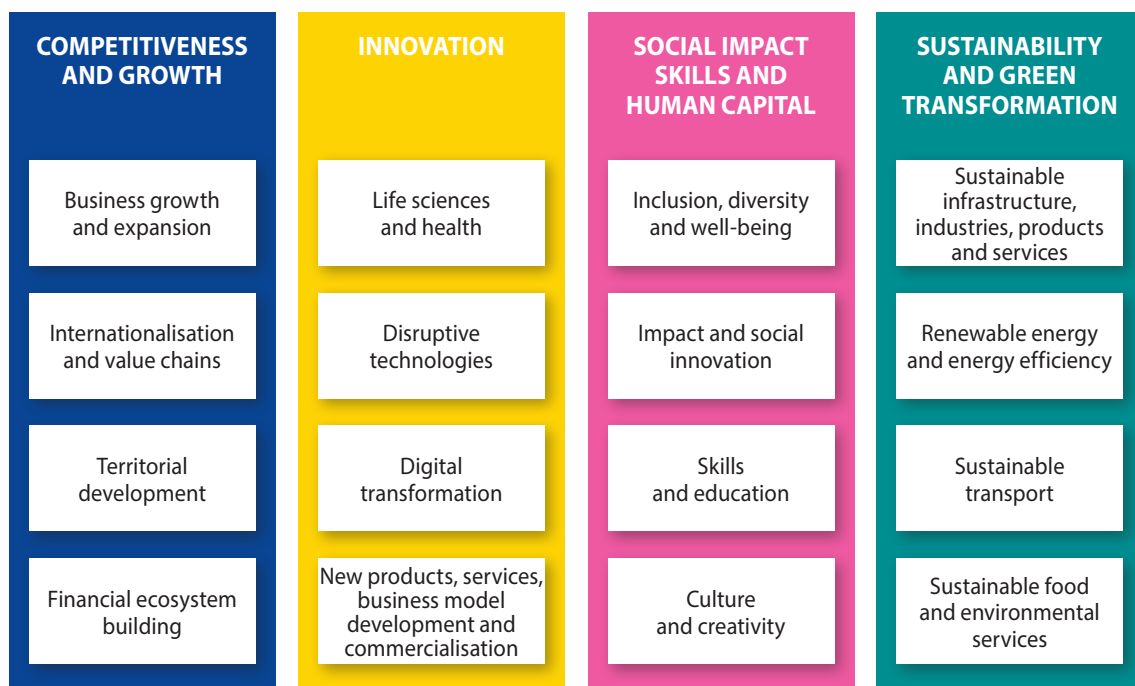 COMPETITIVENESS
AND GROWTH
Business growth
and expansion
Internationalisation
and value chains
Territorial
development
Financial ecosystem
building
INNOVATION
Life sciences
and health
Disruptive
technologies
Digital
transformation
New products, services,
business model
development and
commercialisation
SOCIAL IMPACT
SKILLS AND
HUMAN CAPITAL
Inclusion, diversity
and well-being
Impact and social
innovation
Skills
and education
Culture
and creativity
SUSTAINABILITY
AND GREEN
TRANSFORMATION
Sustainable
infrastructure,
industries, products
and services
Renewable energy
and energy efficiency
Sustainable
transport
Sustainable food
and environmental
services